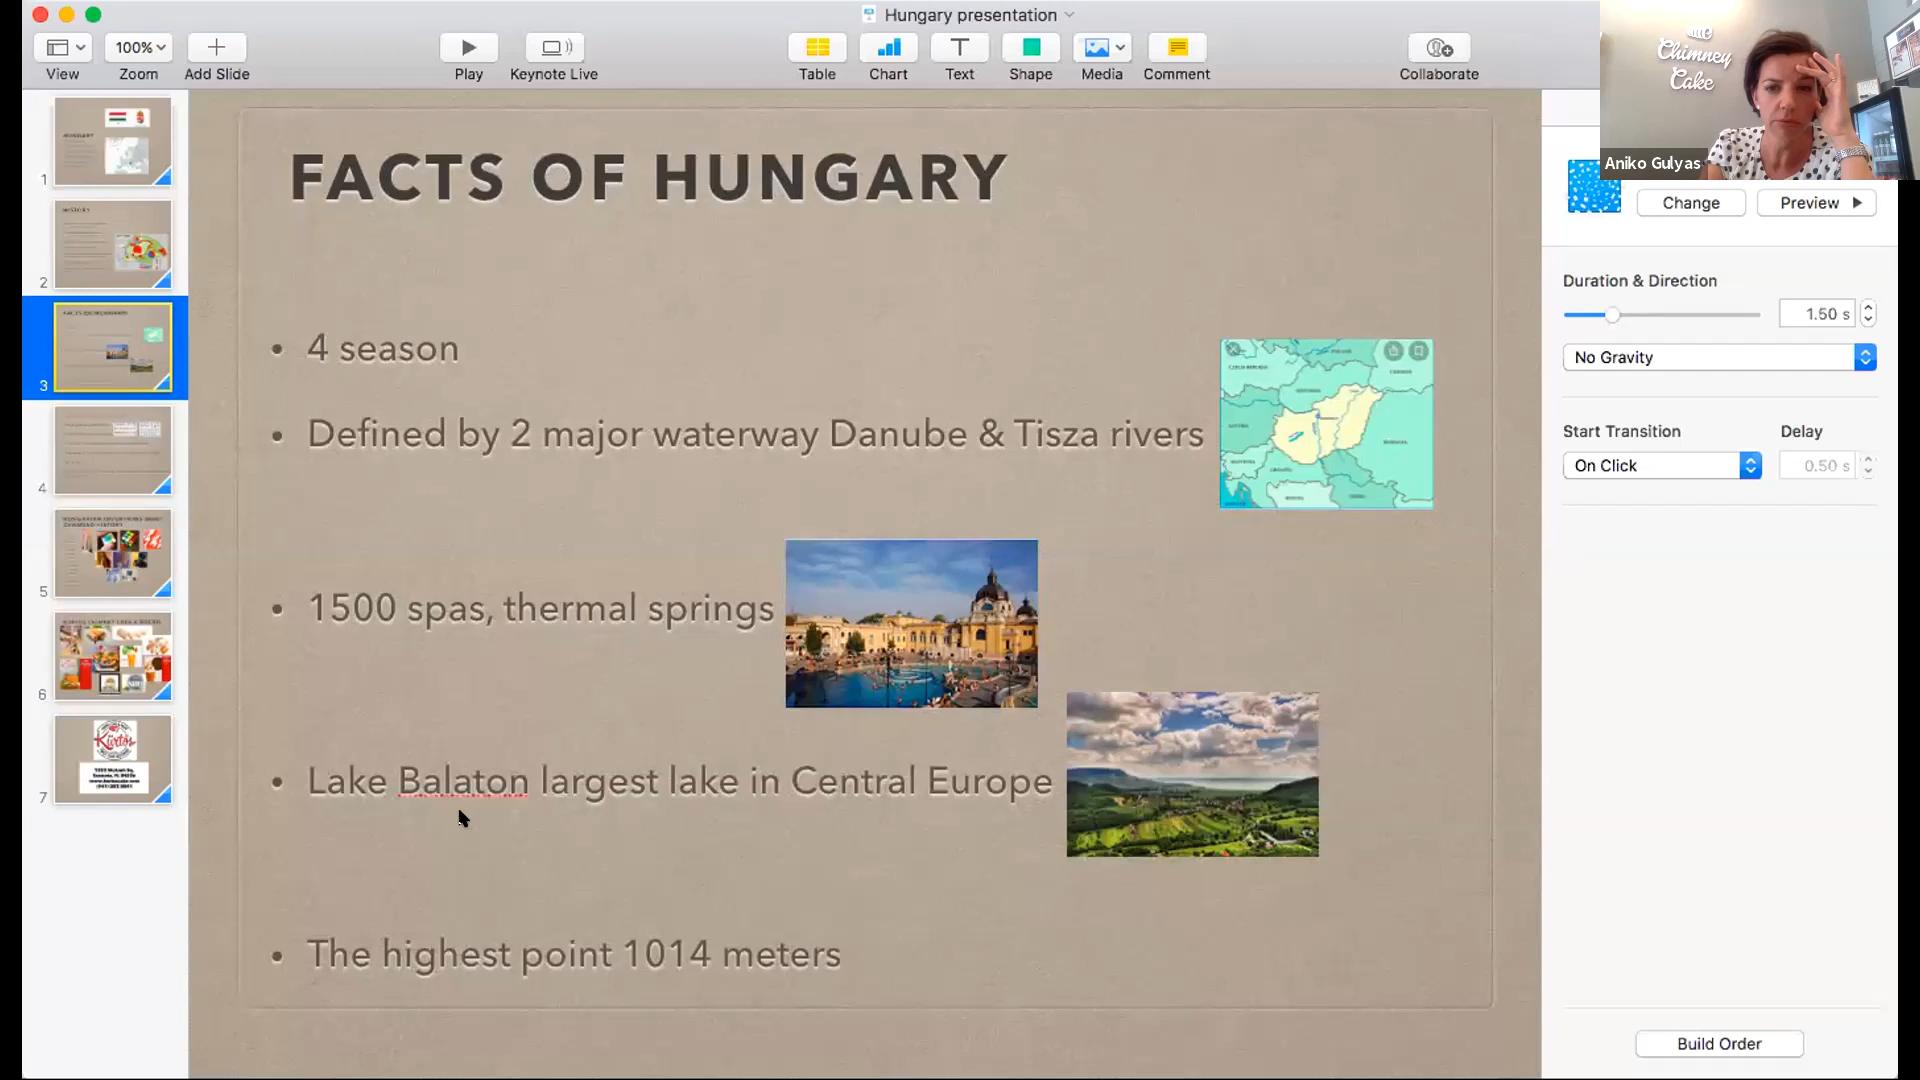 Hungary presentation
View
100%
Zoom
Add Slide
Play
Keynote Live
Table
Chart
Text
Shape
Media
Comment
Collaborate
Chimney
Cake
Aniko Gulyas
Change
Preview
Duration & Direction
1.50 s
No Gravity
Start Transition
Delay
On Click
0.50 s
Build Order
1
2
3
4
5
6
7
FACTS OF HUNGARY
• 4 season
• Defined by 2 major waterway Danube & Tisza rivers
• 1500 spas, thermal springs
• Lake Balaton largest lake in Central Europe
• The highest point 1014 meters
Kürtős